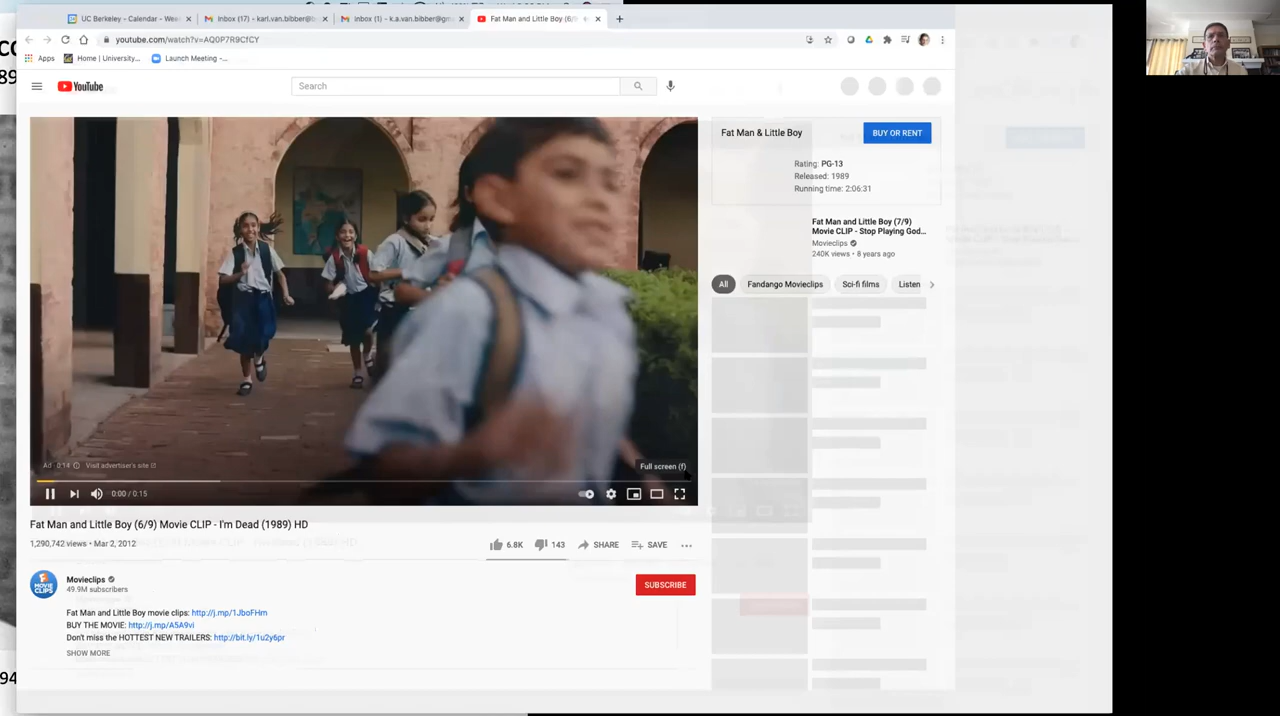 UC Berkeley - Calendar - Wee
Inbox (17) - karl.van.bibber@b
Inbox (1) - k.a.van.bibber@gm
Fat Man and Little Boy (6/9
youtube.com/watch?v=AQ0P7R9CfCY
Apps
Home | University...
Launch Meeting -...
YouTube
Search
Fat Man & Little Boy
BUY OR RENT
Rating: PG-13
Released: 1989
Running time: 2:06:31
Fat Man and Little Boy (7/9)
Movie CLIP - Stop Playing God...
Movieclips
240K views • 8 years ago
All
Fandango Movieclips
Sci-fi films
Listen
Ad · 0:14
Visit advertiser's site
Full screen (f)
0:00 / 0:15
Fat Man and Little Boy (6/9) Movie CLIP - I'm Dead (1989) HD
1,290,742 views • Mar 2, 2012
6.8K
143
SHARE
SAVE
Movieclips
49.9M subscribers
SUBSCRIBE
Fat Man and Little Boy movie clips: http://j.mp/1JboFHm
BUY THE MOVIE: http://j.mp/A5A9vi
Don't miss the HOTTEST NEW TRAILERS: http://bit.ly/1u2y6pr
SHOW MORE